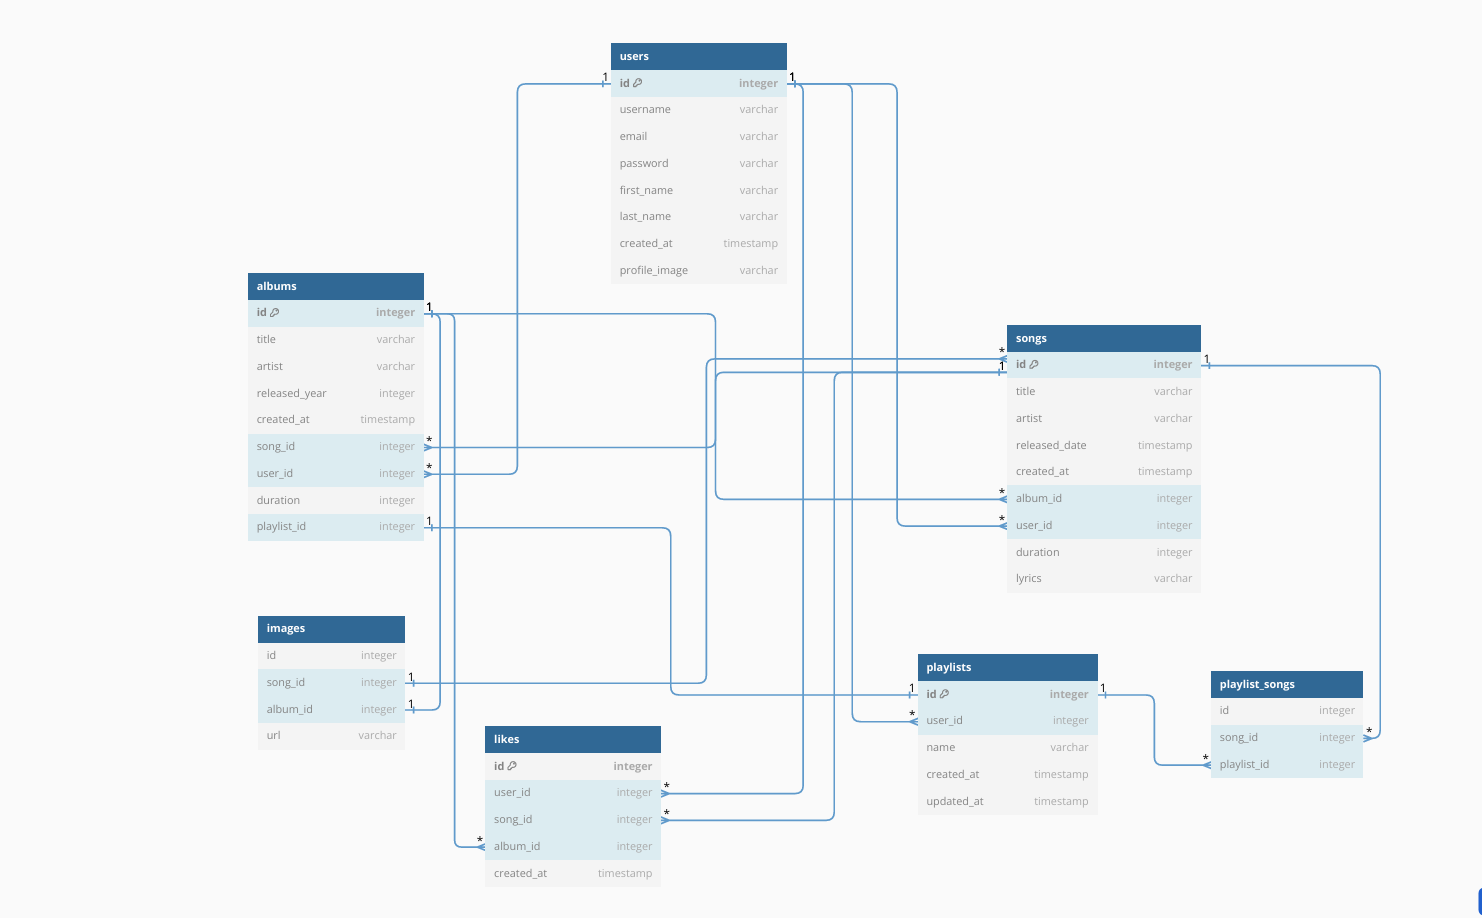 users
1 id integer 1
username varchar
email varchar
password varchar
first_name varchar
last_name varchar
created_at timestamp
profile_image varchar
albums
id integer 1
title varchar
artist varchar
released_year integer
created_at timestamp
song_id integer *
user_id integer *
duration integer
playlist_id integer 1
songs
*
1 id integer 1
title varchar
artist varchar
released_date timestamp
created_at timestamp
* album_id integer
* user_id integer
duration integer
lyrics varchar
images
id integer
song_id integer 1
album_id integer 1
url varchar
likes
id integer
user_id integer *
song_id integer *
* album_id integer
created_at timestamp
playlists
1 id integer 1
* user_id integer
name varchar
created_at timestamp
updated_at timestamp
playlist_songs
id integer
song_id integer *
* playlist_id integer